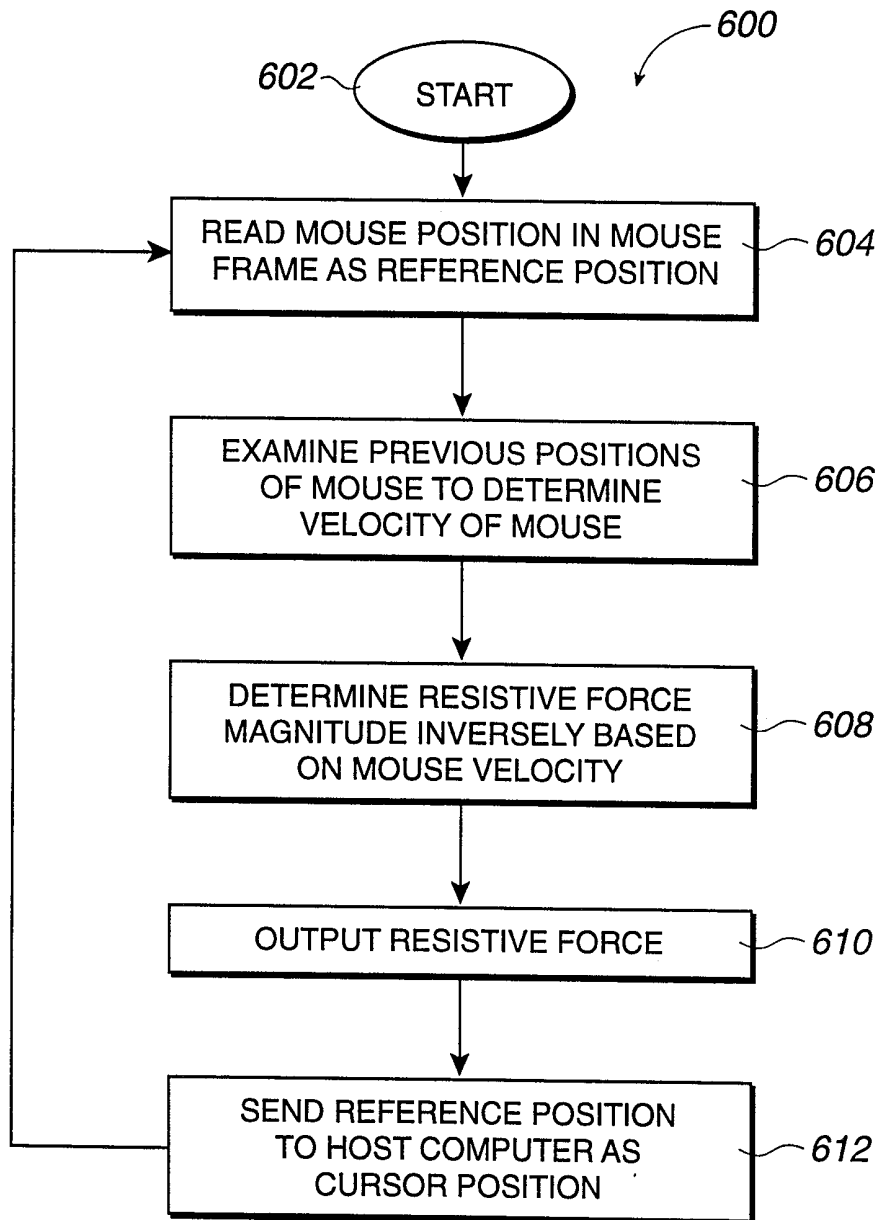 600
602
START
READ MOUSE POSITION IN MOUSE
FRAME AS REFERENCE POSITION
604
EXAMINE PREVIOUS POSITIONS
OF MOUSE TO DETERMINE
VELOCITY OF MOUSE
606
DETERMINE RESISTIVE FORCE
MAGNITUDE INVERSELY BASED
ON MOUSE VELOCITY
608
OUTPUT RESISTIVE FORCE
610
SEND REFERENCE POSITION
TO HOST COMPUTER AS
CURSOR POSITION
612